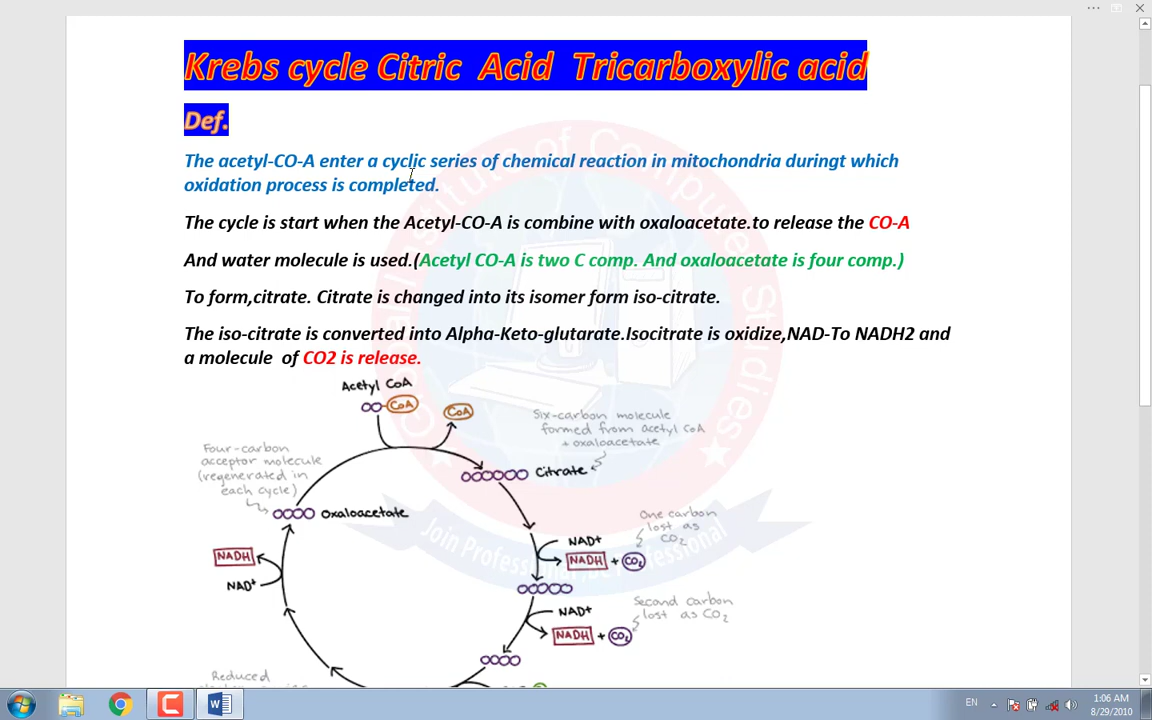 Krebs cycle Citric Acid Tricarboxylic acid
Def.
The acetyl-CO-A enter a cyclic series of chemical reaction in mitochondria duringt which
oxidation process is completed.
The cycle is start when the Acetyl-CO-A is combine with oxaloacetate.to release the CO-A
And water molecule is used.(Acetyl CO-A is two C comp. And oxaloacetate is four comp.)
To form,citrate. Citrate is changed into its isomer form iso-citrate.
The iso-citrate is converted into Alpha-Keto-glutarate.Isocitrate is oxidize,NAD-To NADH2 and
a molecule of CO2 is release.
Acetyl CoA
CoA
CoA
Six-carbon molecule
formed from acetyl CoA
+ oxaloacetate
Citrate
Four-carbon
acceptor molecule
(regenerated in
each cycle)
Oxaloacetate
One carbon
lost as
CO2
NAD+
NADH + CO2
NADH
NAD+
Second carbon
lost as CO2
NAD+
NADH + CO2
Reduced
Join Professional, Be Professional
EN
1:06 AM
8/29/2010